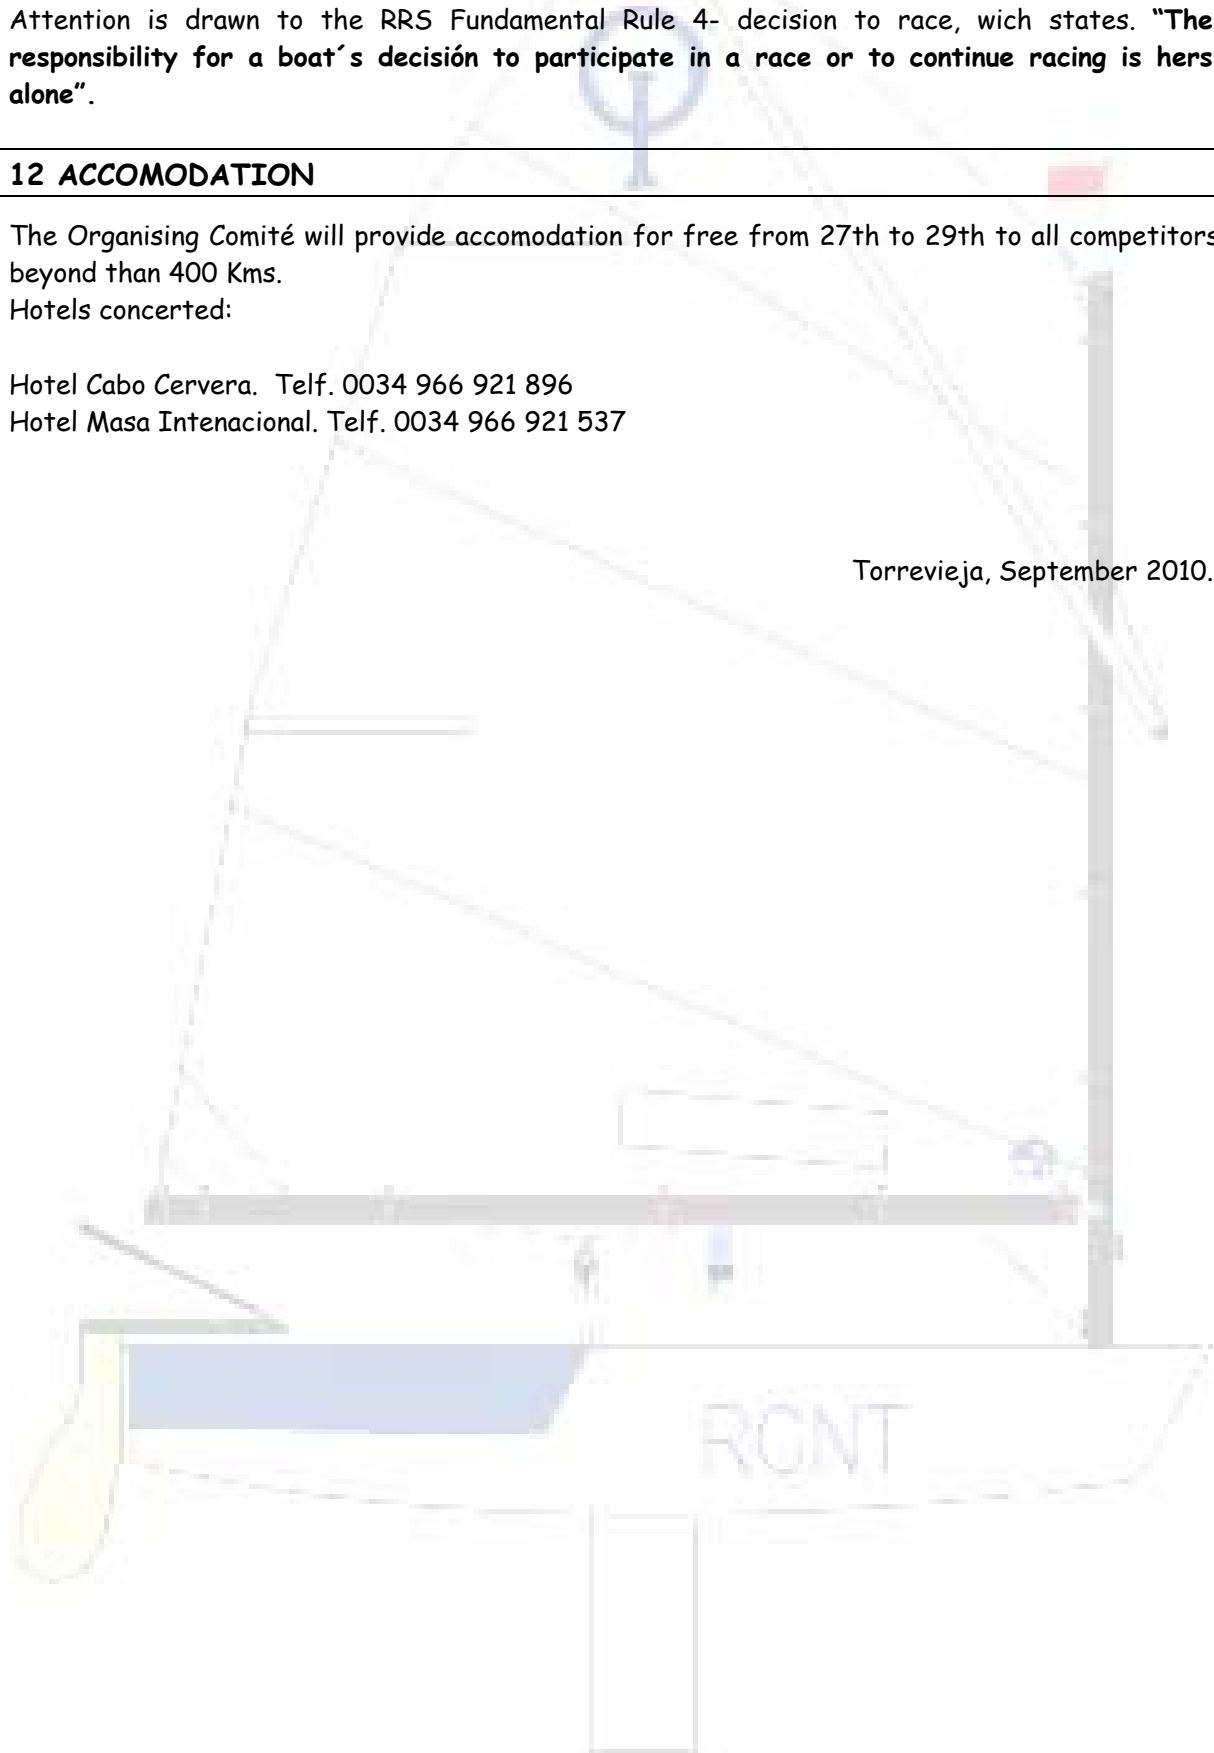 Attention is drawn to the RRS Fundamental Rule 4- decision to race, wich states. “The
responsibility for a boat´s decisión to participate in a race or to continue racing is hers
alone”.
12 ACCOMODATION
The Organising Comité will provide accomodation for free from 27th to 29th to all competitors
beyond than 400 Kms.
Hotels concerted:
Hotel Cabo Cervera. Telf. 0034 966 921 896
Hotel Masa Intenacional. Telf. 0034 966 921 537
Torrevieja, September 2010.
RCNT